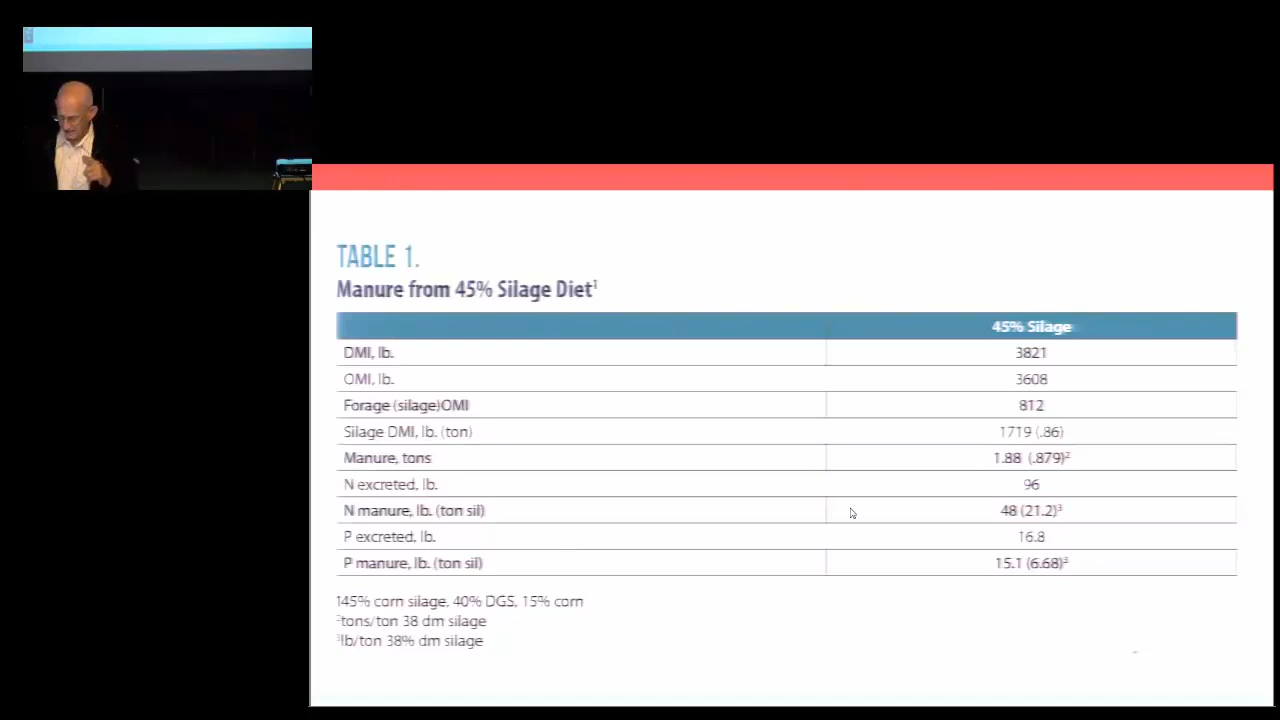 TABLE 1.
Manure from 45% Silage Diet¹
45% Silage
DMI, lb. 3821
OMI, lb. 3608
Forage (silage)OMI 812
Silage DMI, lb. (ton) 1719 (.86)
Manure, tons 1.88 (.879)²
N excreted, lb. 96
N manure, lb. (ton sil) 48 (21.2)³
P excreted, lb. 16.8
P manure, lb. (ton sil) 15.1 (6.68)³
¹45% corn silage, 40% DGS, 15% corn
²tons/ton 38 dm silage
³lb/ton 38% dm silage